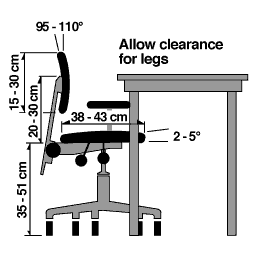 95 - 110°
Allow clearance
for legs
15 - 30 cm
20 - 30 cm
38 - 43 cm
2 - 5°
35 - 51 cm